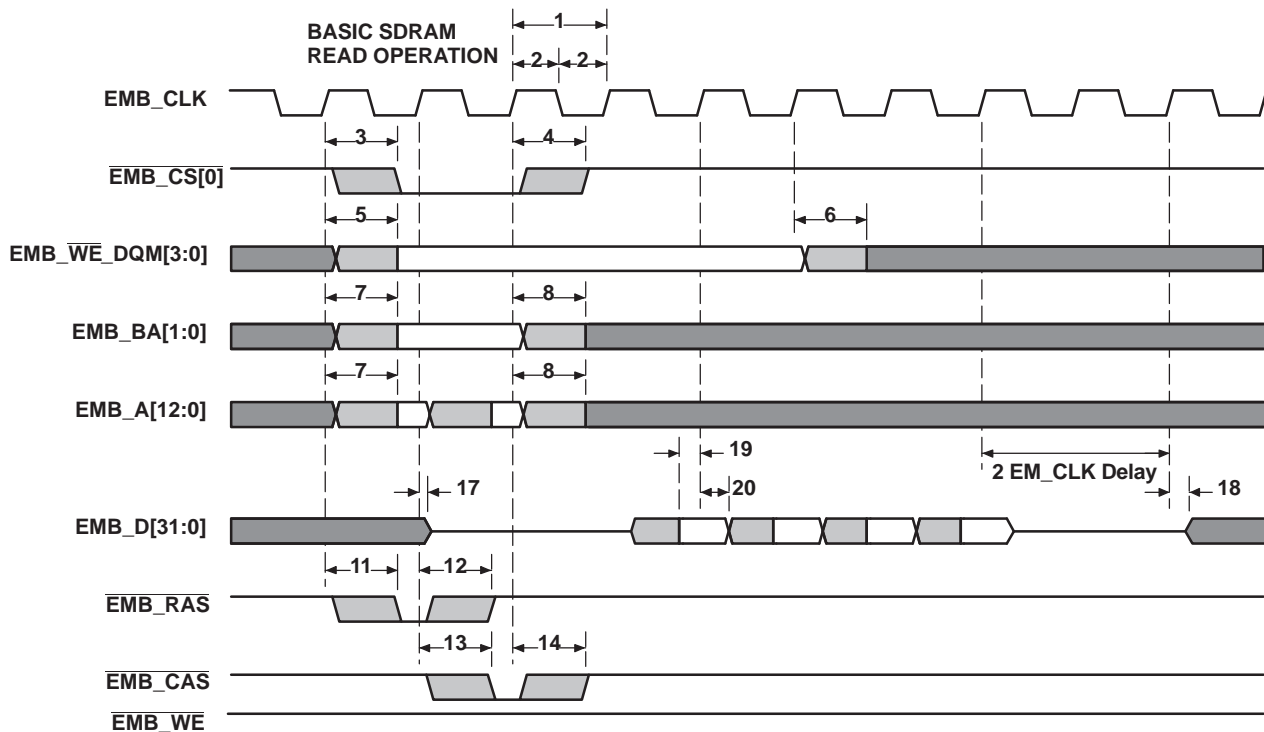 BASIC SDRAM
READ OPERATION
1
2 2
EMB_CLK
3 4
EMB_CS[0]
5 6
EMB_WE_DQM[3:0]
7 8
EMB_BA[1:0]
7 8
EMB_A[12:0]
19
2 EM_CLK Delay
17 20 18
EMB_D[31:0]
11 12
EMB_RAS
13 14
EMB_CAS
EMB_WE